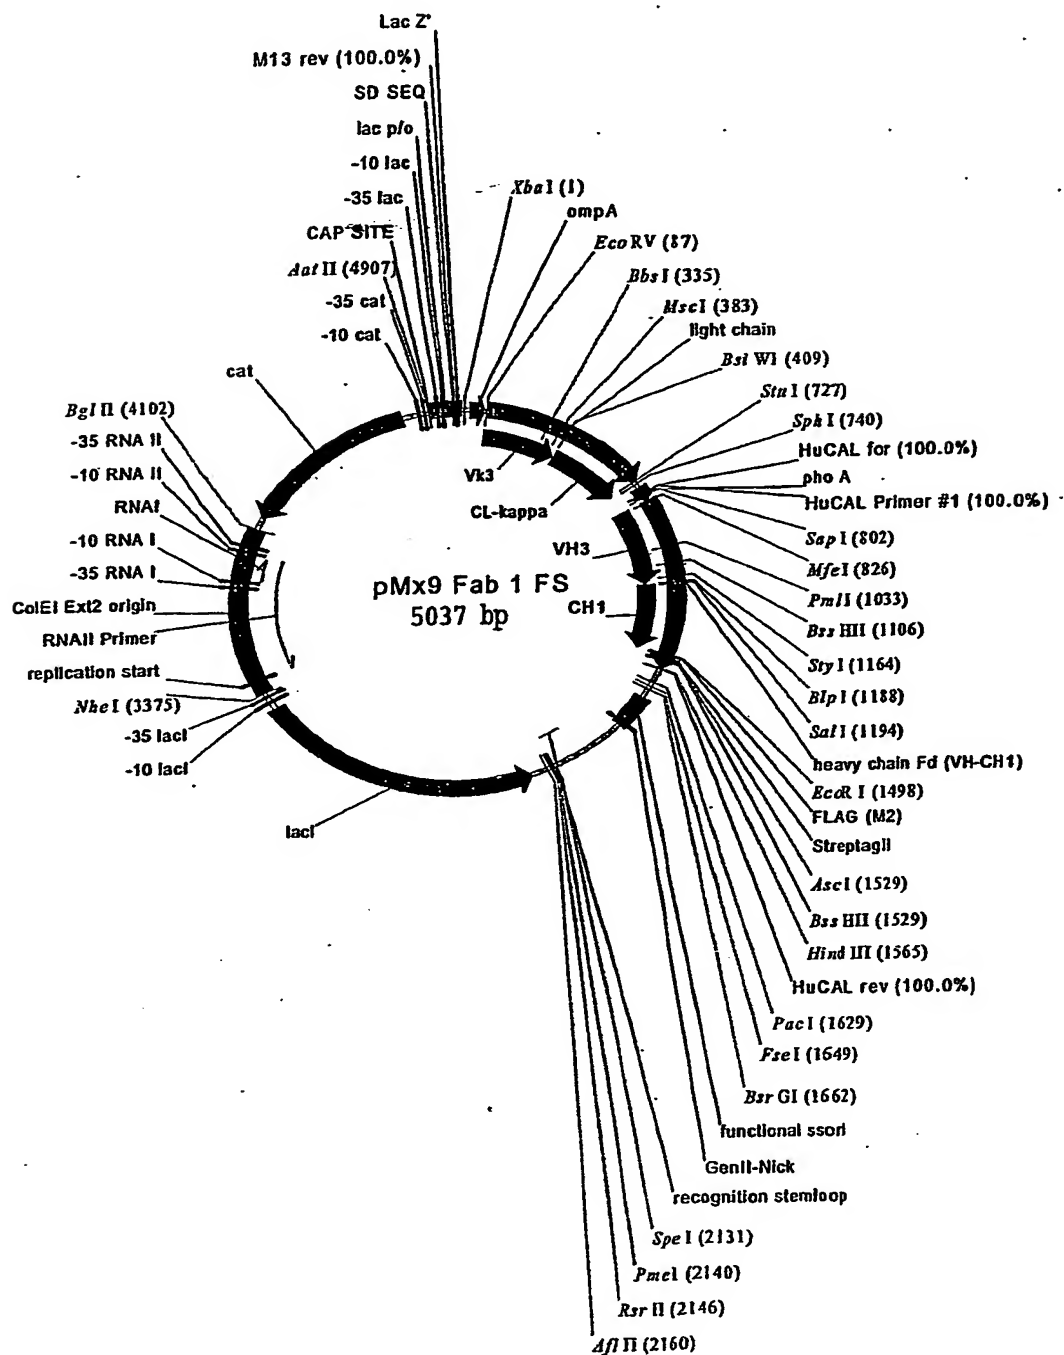 Lac Z'
M13 rev (100.0%)
SD SEQ
lac p/o
-10 lac
-35 lac
CAP SITE
Aat II (4907)
-35 cat
-10 cat
cat
Bgl II (4102)
-35 RNA II
-10 RNA II
RNAI
-10 RNA I
-35 RNA I
ColEI Ext2 origin
RNAII Primer
replication start
Nhe I (3375)
-35 lacI
-10 lacI
lacI
Xba I (1)
ompA
Eco RV (87)
Bbs I (335)
Msc I (383)
light chain
Bsi WI (409)
Stu I (727)
Sph I (740)
HuCAL for (100.0%)
pho A
HuCAL Primer #1 (100.0%)
Sap I (802)
Mfe I (826)
Pml I (1033)
Bss HII (1106)
Sty I (1164)
Blp I (1188)
Sal I (1194)
heavy chain Fd (VH-CH1)
Eco R I (1498)
FLAG (M2)
StreptagII
Asc I (1529)
Bss HII (1529)
Hind III (1565)
HuCAL rev (100.0%)
Pac I (1629)
Fse I (1649)
Bsr GI (1662)
functional ssori
GenII-Nick
recognition stemloop
Spe I (2131)
Pme I (2140)
Rsr II (2146)
Afl II (2160)
Vk3
CL-kappa
VH3
CH1
pMx9 Fab 1 FS
5037 bp